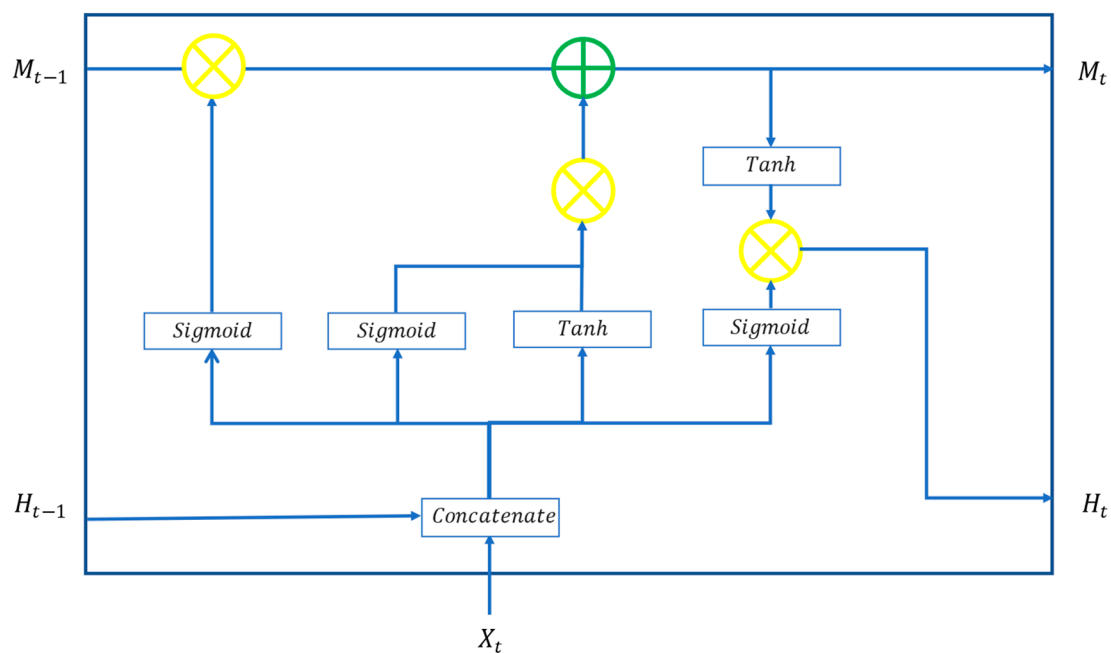 M_{t−1}
M_t
Tanh
Sigmoid Sigmoid Tanh Sigmoid
H_{t−1}
Concatenate
H_t
X_t